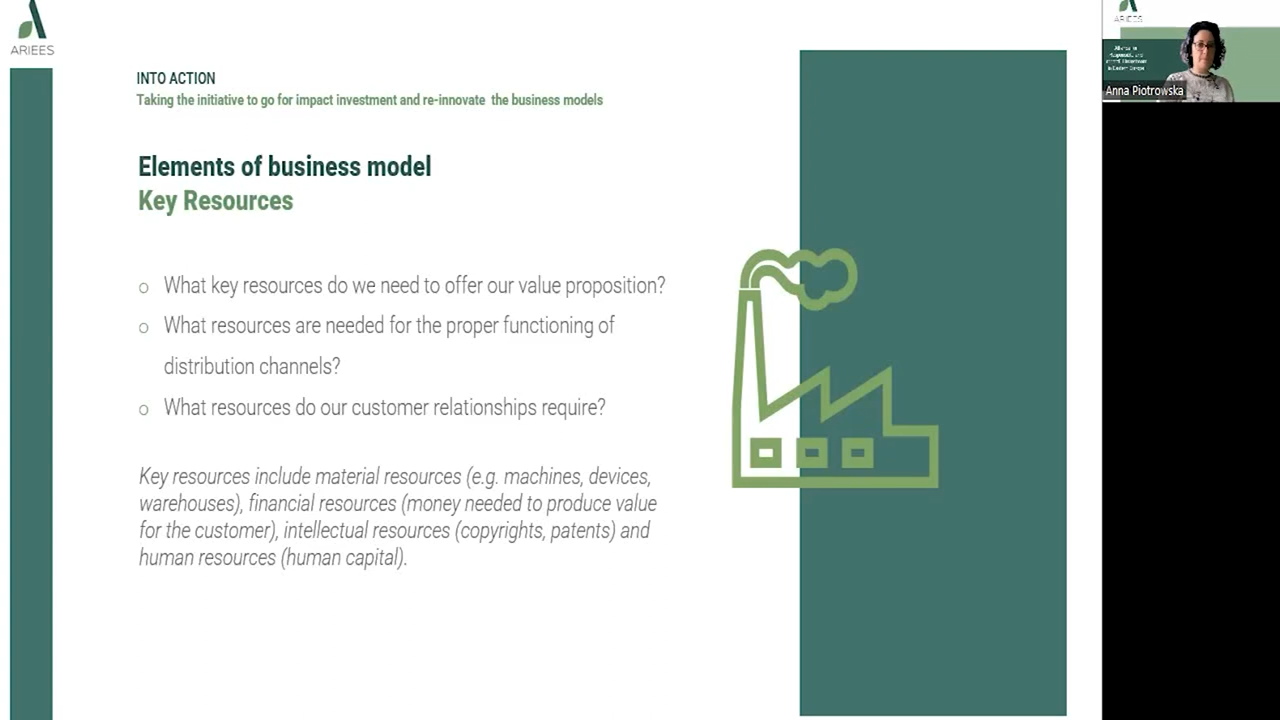 ARIEES
INTO ACTION
Taking the initiative to go for impact investment and re-innovate the business models
Elements of business model
Key Resources
What key resources do we need to offer our value proposition?
What resources are needed for the proper functioning of
distribution channels?
What resources do our customer relationships require?
Key resources include material resources (e.g. machines, devices,
warehouses), financial resources (money needed to produce value
for the customer), intellectual resources (copyrights, patents) and
human resources (human capital).
ARIEES
Anna Piotrowska